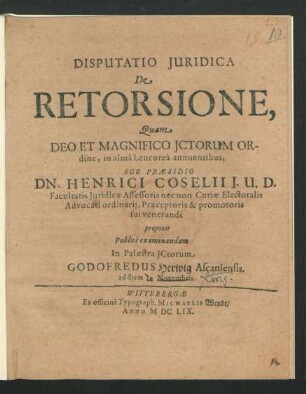 DISPUTATIO JURIDICA
De
RETORSIONE,
Quam
DEO ET MAGNIFICO JCTORUM OR-
dine, in almâ Leucoreâ annuentibus,
SUB PRÆSIDIO
DN. HENRICI COSELII J. U. D.
Facultatis Juridicæ Assessoris nec non Curiæ Electoralis
Advocati ordinarij, Præceptoris & promotoris
sui venerandi
proponit
Publicè examinandam
In Palæstra JCtorum
GODOFREDUS Herwig Ascaniensis.
ad diem Novembris.
WITTEBERGÆ
Ex officinâ Typograph. MICHAELIS Wendt/
ANNO M DC LIX.